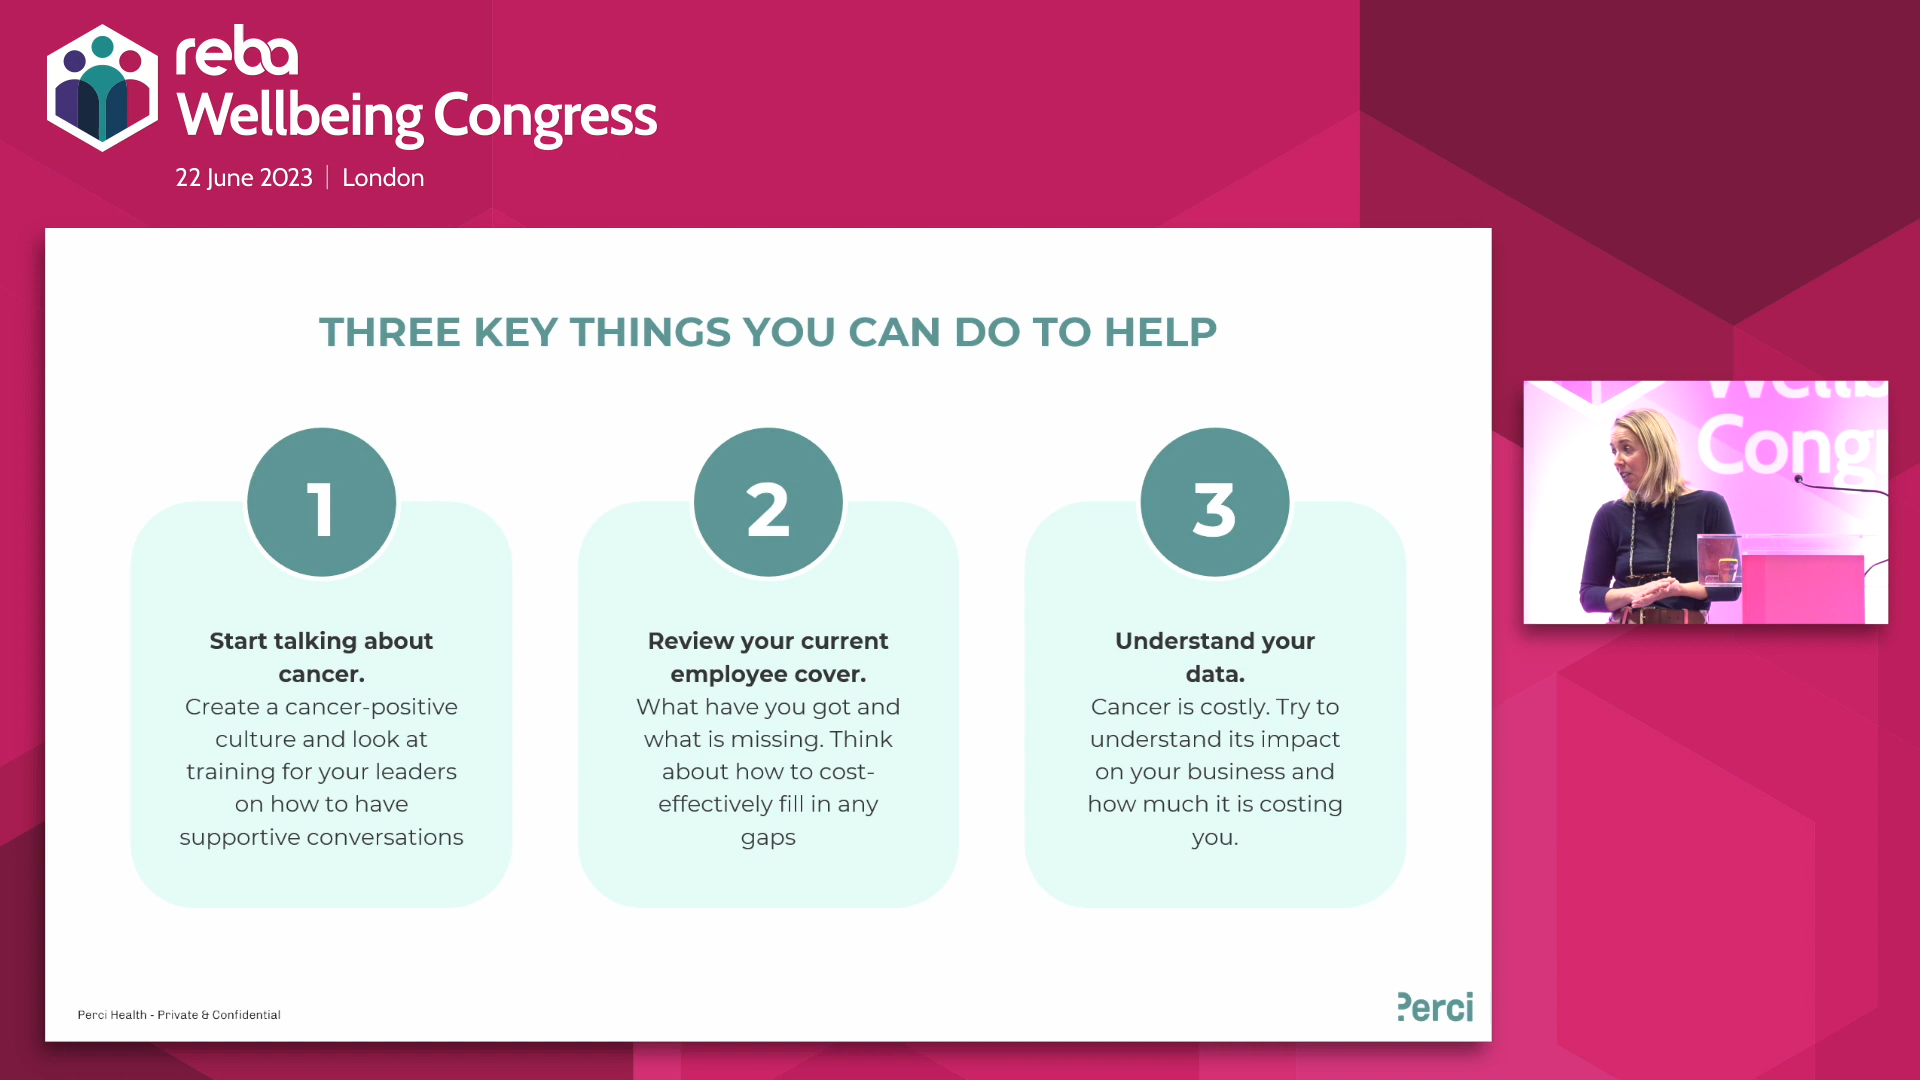 reba
Wellbeing Congress
22 June 2023 | London
THREE KEY THINGS YOU CAN DO TO HELP
1
Start talking about
cancer.
Create a cancer-positive
culture and look at
training for your leaders
on how to have
supportive conversations
2
Review your current
employee cover.
What have you got and
what is missing. Think
about how to cost-
effectively fill in any
gaps
3
Understand your
data.
Cancer is costly. Try to
understand its impact
on your business and
how much it is costing
you.
Perci Health - Private & Confidential
Perci
Wellb
Cong